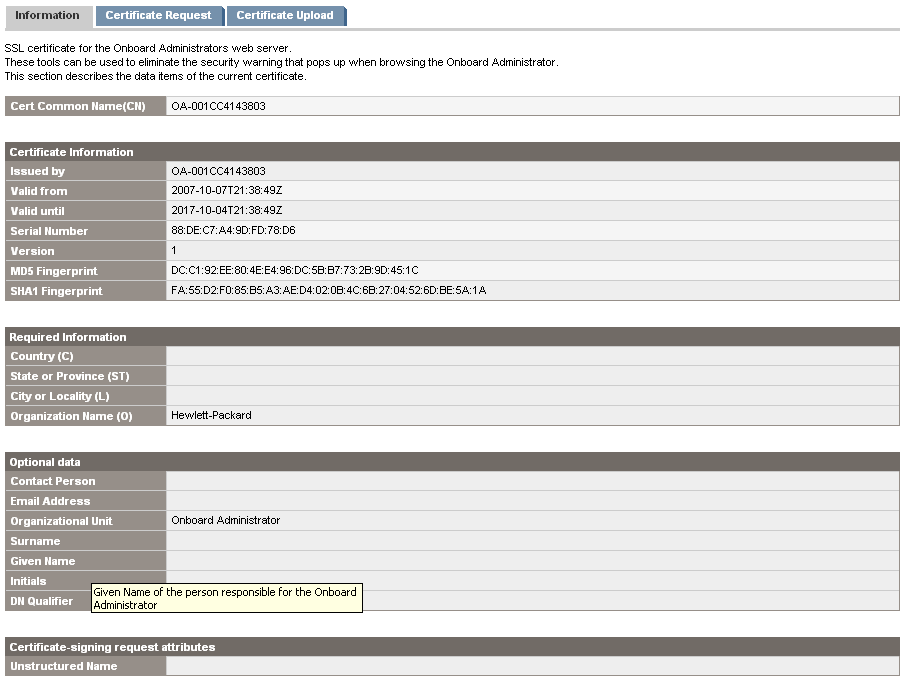 Information Certificate Request Certificate Upload
SSL certificate for the Onboard Administrators web server.
These tools can be used to eliminate the security warning that pops up when browsing the Onboard Administrator.
This section describes the data items of the current certificate.
Cert Common Name(CN) OA-001CC4143803
Certificate Information
Issued by OA-001CC4143803
Valid from 2007-10-07T21:38:49Z
Valid until 2017-10-04T21:38:49Z
Serial Number 88:DE:C7:A4:9D:FD:78:D6
Version 1
MD5 Fingerprint DC:C1:92:EE:80:4E:E4:96:DC:5B:B7:73:2B:9D:45:1C
SHA1 Fingerprint FA:55:D2:F0:85:B5:A3:AE:D4:02:0B:4C:6B:27:04:52:6D:BE:5A:1A
Required Information
Country (C)
State or Province (ST)
City or Locality (L)
Organization Name (O) Hewlett-Packard
Optional data
Contact Person
Email Address
Organizational Unit Onboard Administrator
Surname
Given Name
Initials
DN Qualifier
Given Name of the person responsible for the Onboard
Administrator
Certificate-signing request attributes
Unstructured Name